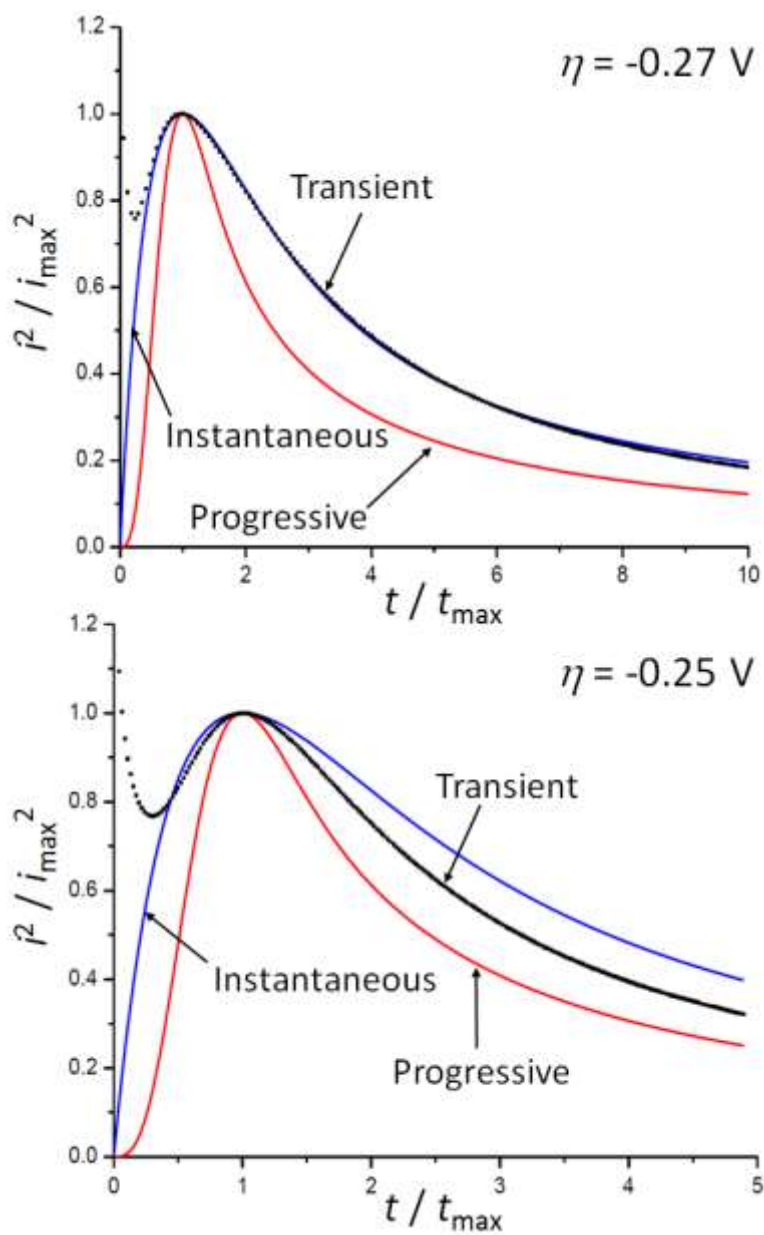 η = -0.27 V
i² / i_max²
1.2
1.0
0.8
0.6
0.4
0.2
0.0
Transient
Instantaneous
Progressive
0 2 4 6 8 10
t / t_max
η = -0.25 V
i² / i_max²
1.2
1.0
0.8
0.6
0.4
0.2
0.0
Transient
Instantaneous
Progressive
0 1 2 3 4 5
t / t_max